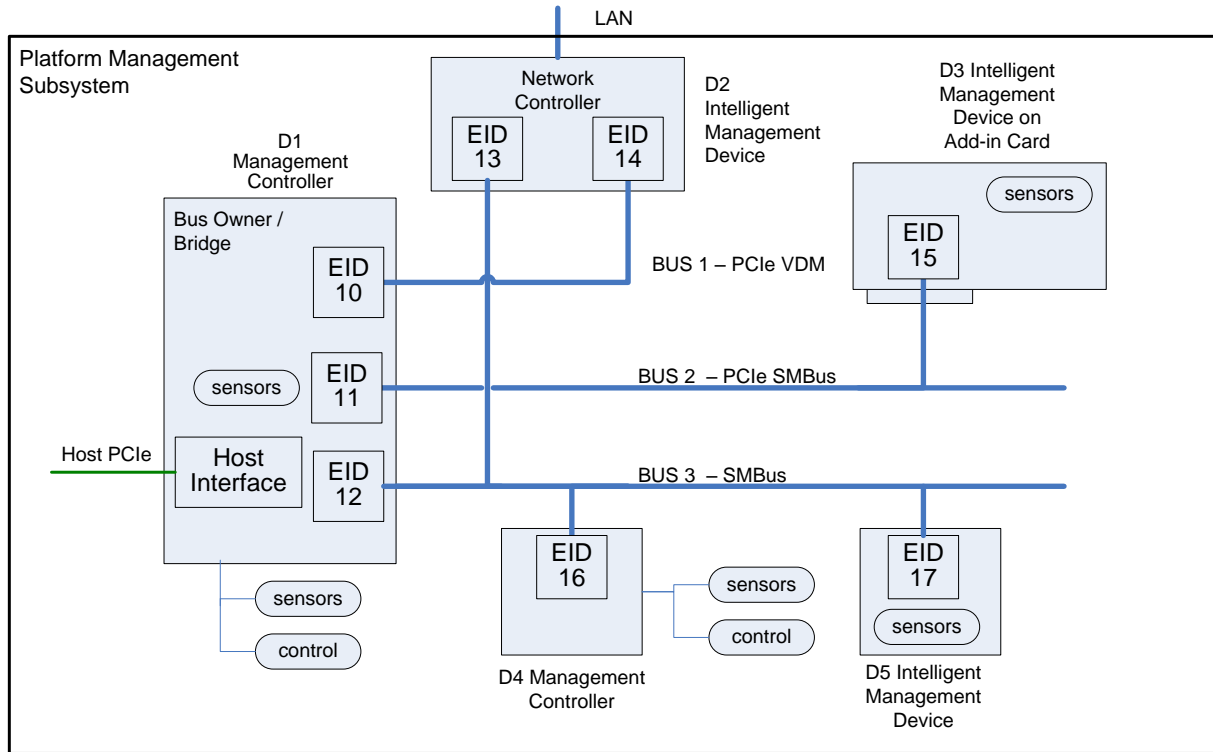 LAN
Platform Management
Subsystem
Network
Controller
EID
13
EID
14
D2
Intelligent
Management
Device
D3 Intelligent
Management
Device on
Add-in Card
sensors
EID
15
D1
Management
Controller
Bus Owner /
Bridge
EID
10
BUS 1 – PCIe VDM
sensors
EID
11
BUS 2 – PCIe SMBus
Host PCIe
Host
Interface
EID
12
BUS 3 – SMBus
sensors
control
EID
16
sensors
control
D4 Management
Controller
EID
17
sensors
D5 Intelligent
Management
Device